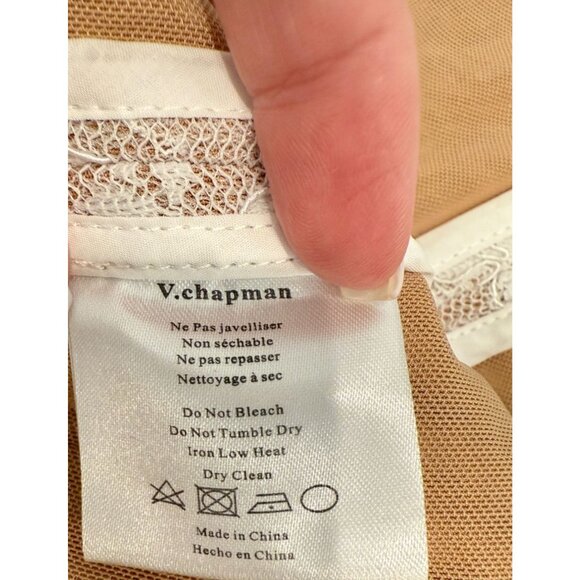 V.chapman
Ne Pas javelliser
Non séchable
Ne pas repasser
Nettoyage à sec
Do Not Bleach
Do Not Tumble Dry
Iron Low Heat
Dry Clean
Made in China
Hecho en China